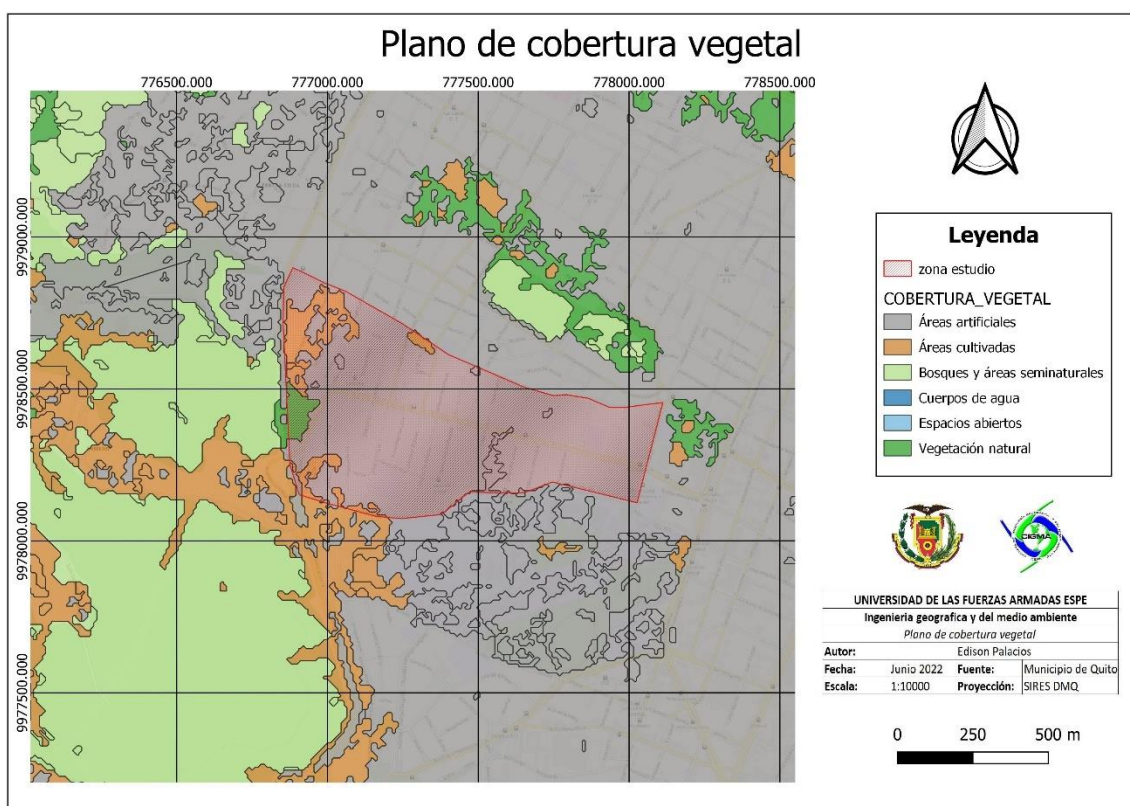 Plano de cobertura vegetal
776500.000 777000.000 777500.000 778000.000 778500.000
9979000.000
9978500.000
9978000.000
9977500.000
Leyenda
zona estudio
COBERTURA_VEGETAL
Áreas artificiales
Áreas cultivadas
Bosques y áreas seminaturales
Cuerpos de agua
Espacios abiertos
Vegetación natural
CIGMA
UNIVERSIDAD DE LAS FUERZAS ARMADAS ESPE
Ingenieria geografica y del medio ambiente
Plano de cobertura vegetal
Autor: Edison Palacios
Fecha: Junio 2022 Fuente: Municipio de Quito
Escala: 1:10000 Proyección: SIRES DMQ
0 250 500 m